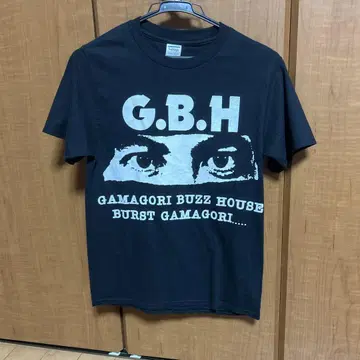 G.B.H
GAMAGORI BUZZ HOUSE
BURST GAMAGORI.....